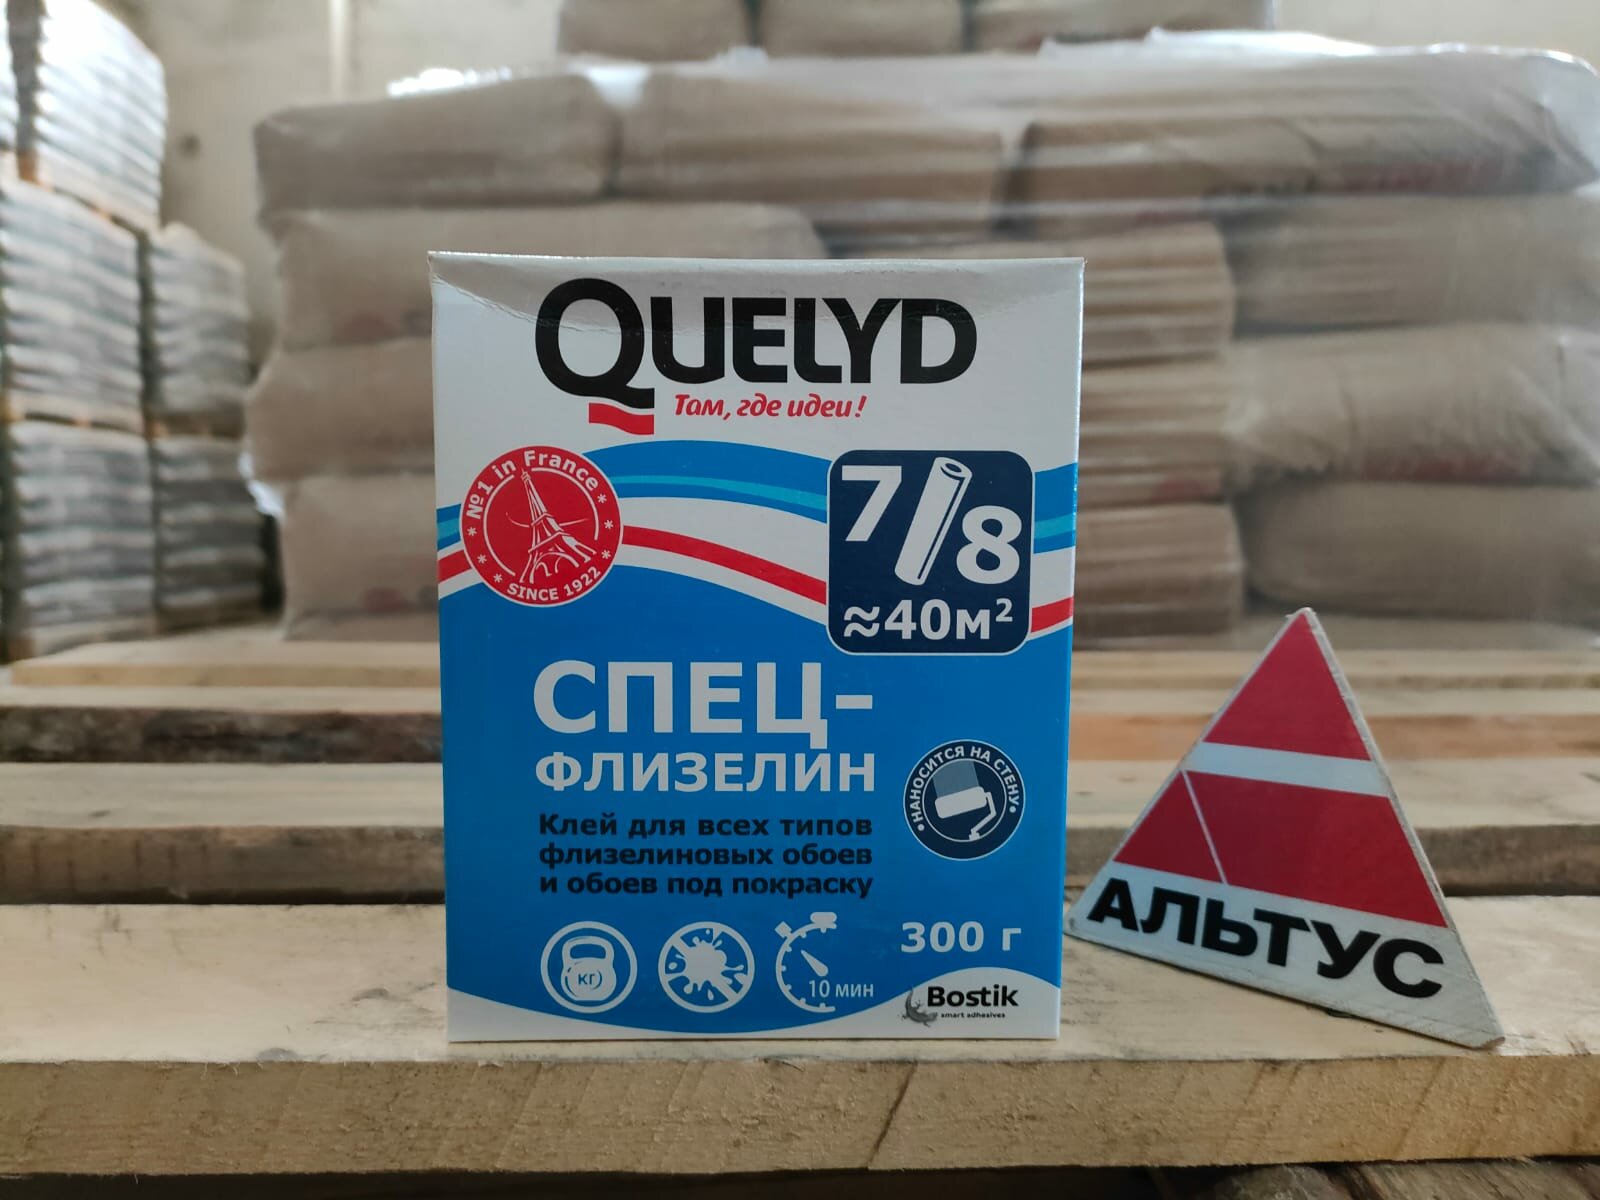 QUELYD
Там, где идеи!
№1 in France
SINCE 1922
7/8
≈40м²
СПЕЦ-
ФЛИЗЕЛИН
НАНОСИТСЯ НА СТЕНУ
Клей для всех типов
флизелиновых обоев
и обоев под покраску
КГ
10 мин
300 г
Bostik
smart adhesives
АЛЬТУС